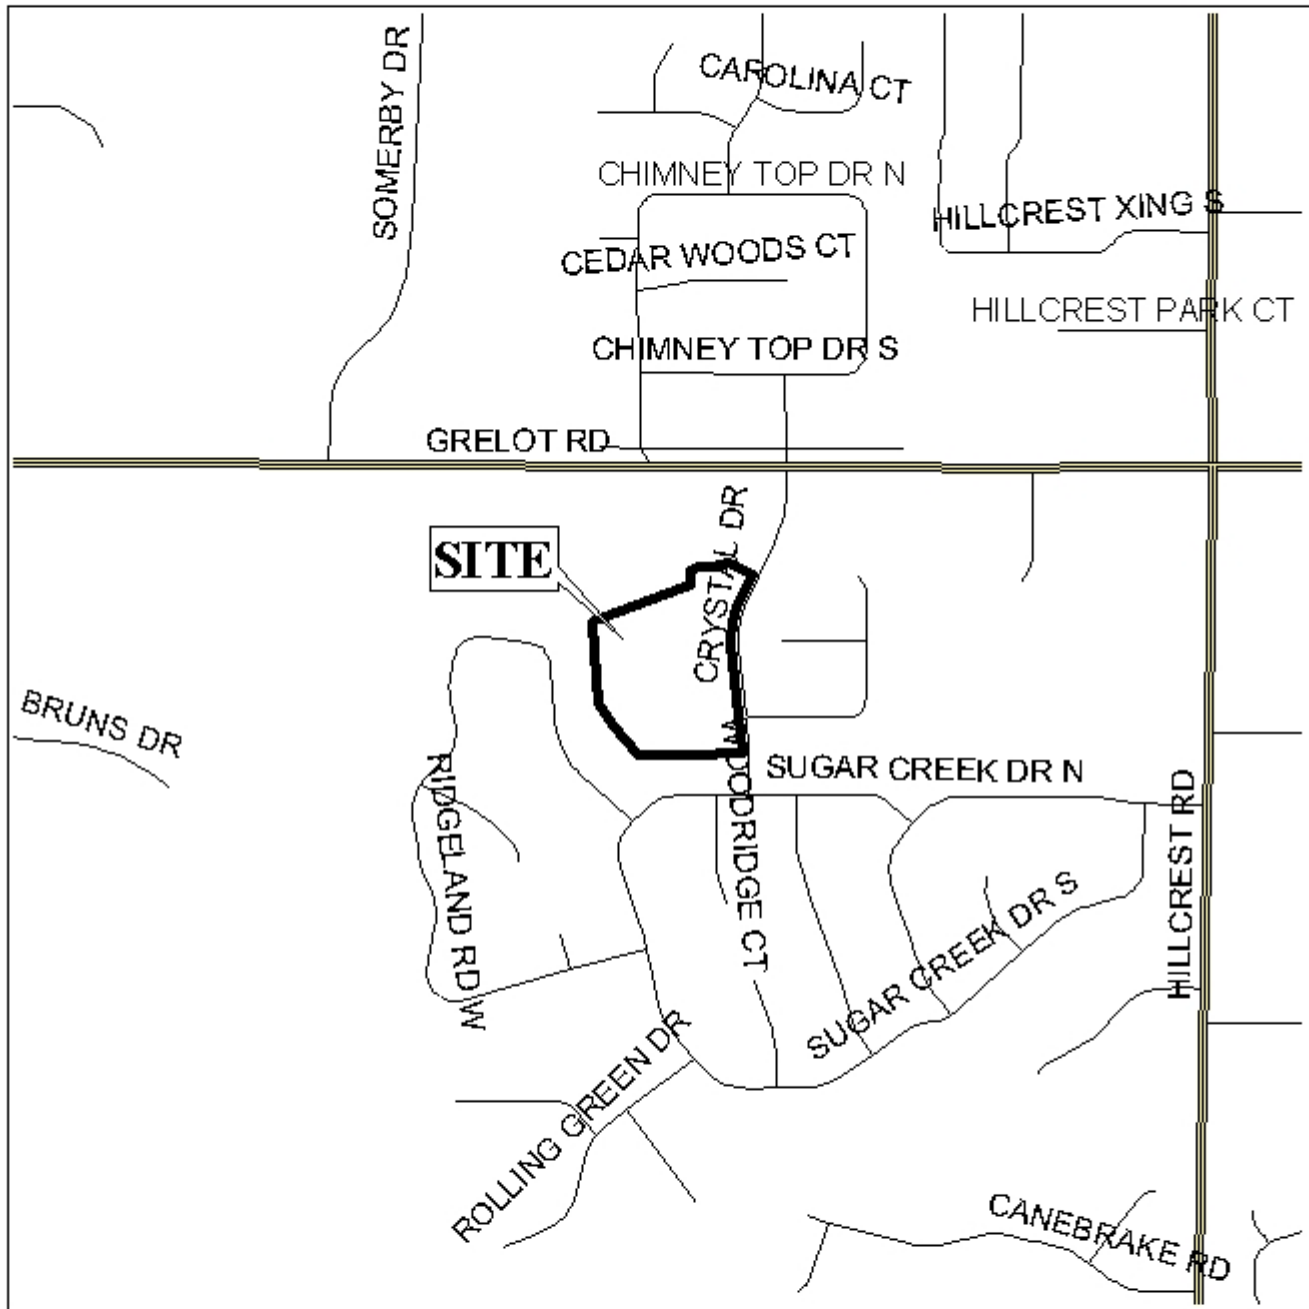 SOMERBY DR
CAROLINA CT
CHIMNEY TOP DR N
HILLCREST XING S
CEDAR WOODS CT
HILLCREST PARK CT
CHIMNEY TOP DR S
GRELOT RD
CRYSTAL DR
SITE
BRUNS DR
WOODRIDGE CT
SUGAR CREEK DR N
RIDGELAND RD W
HILLCREST RD
SUGAR CREEK DR S
ROLLING GREEN DR
CANEBRAKE RD